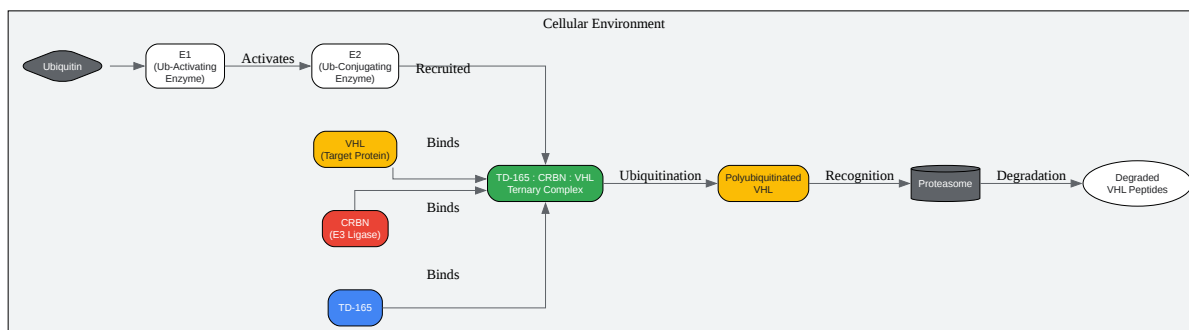 Cellular Environment
Ubiquitin
E1
(Ub-Activating
Enzyme)
Activates
E2
(Ub-Conjugating
Enzyme)
Recruited
VHL
(Target Protein)
Binds
TD-165 : CRBN : VHL
Ternary Complex
Ubiquitination
Polyubiquitinated
VHL
Recognition
Proteasome
Degradation
Degraded
VHL Peptides
Binds
CRBN
(E3 Ligase)
Binds
TD-165